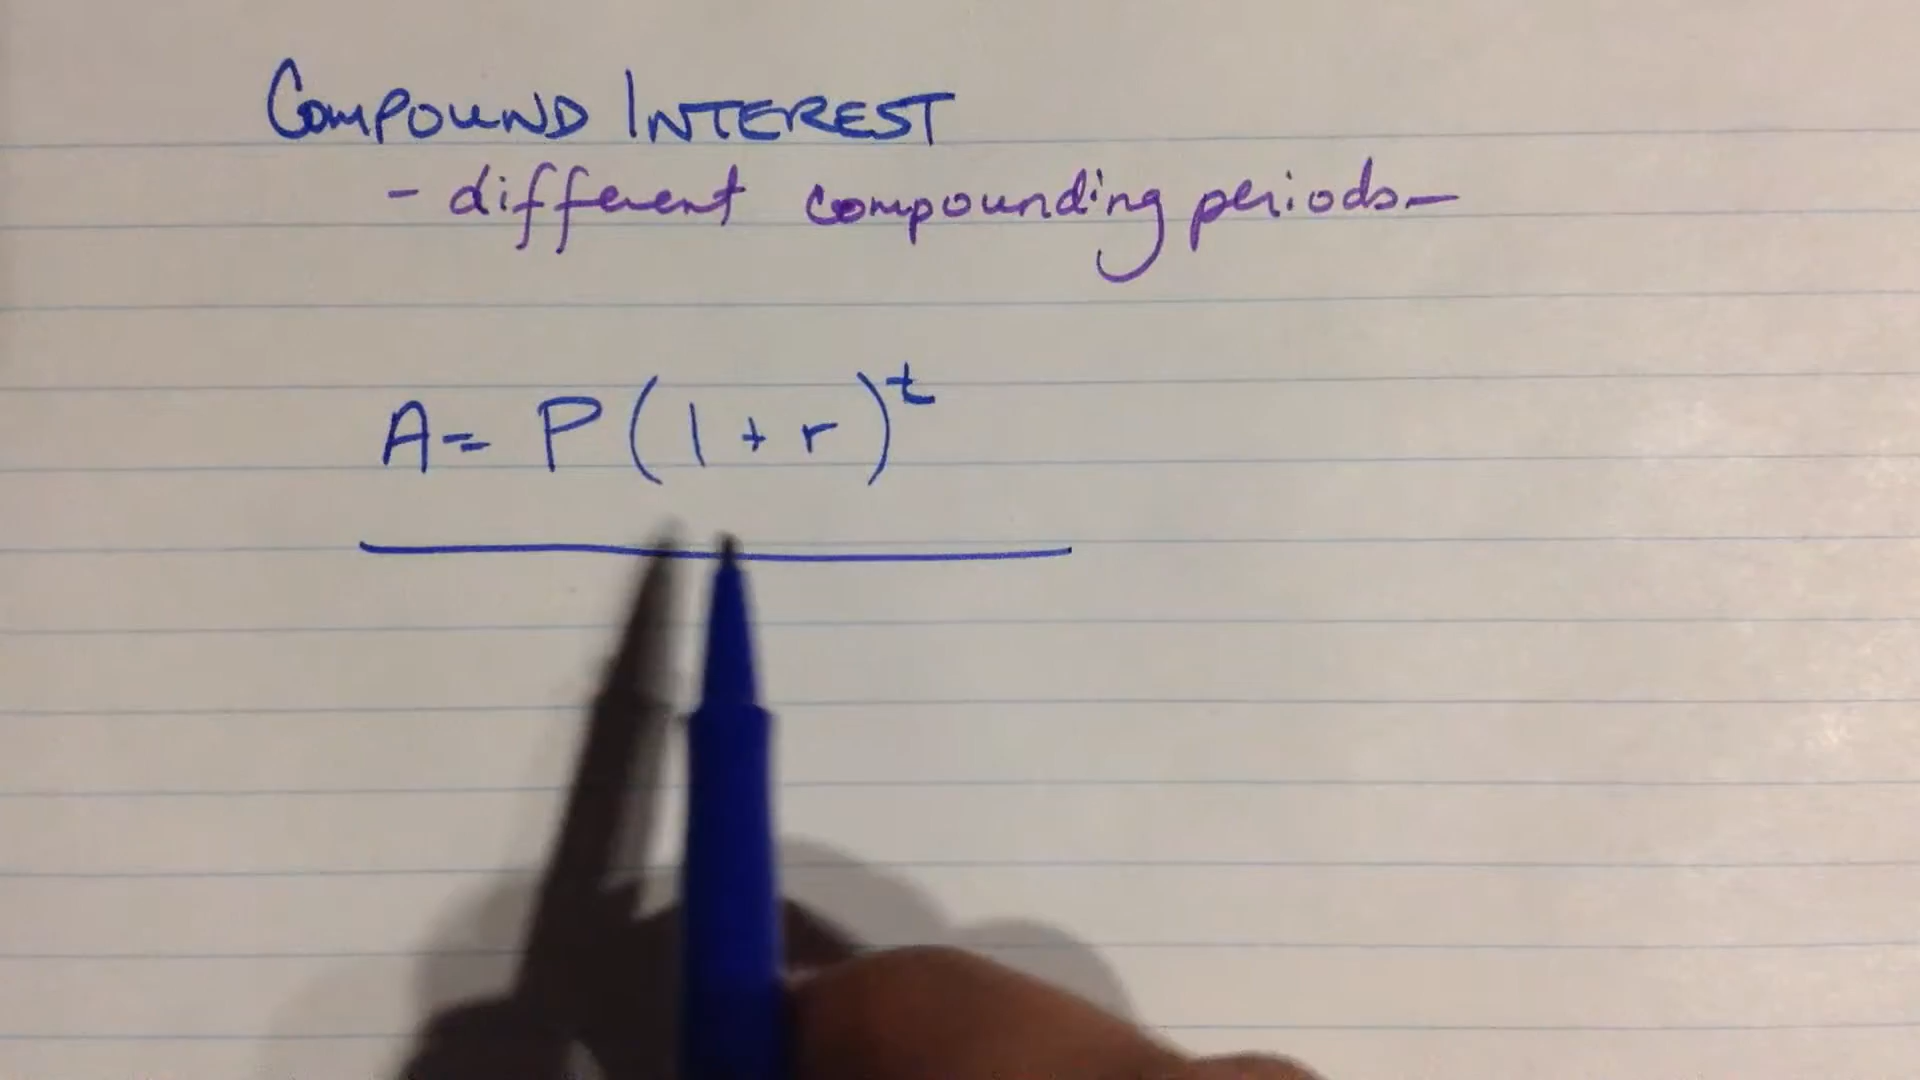 COMPOUND INTEREST
- different compounding periods -
A = P(1 + r)^t